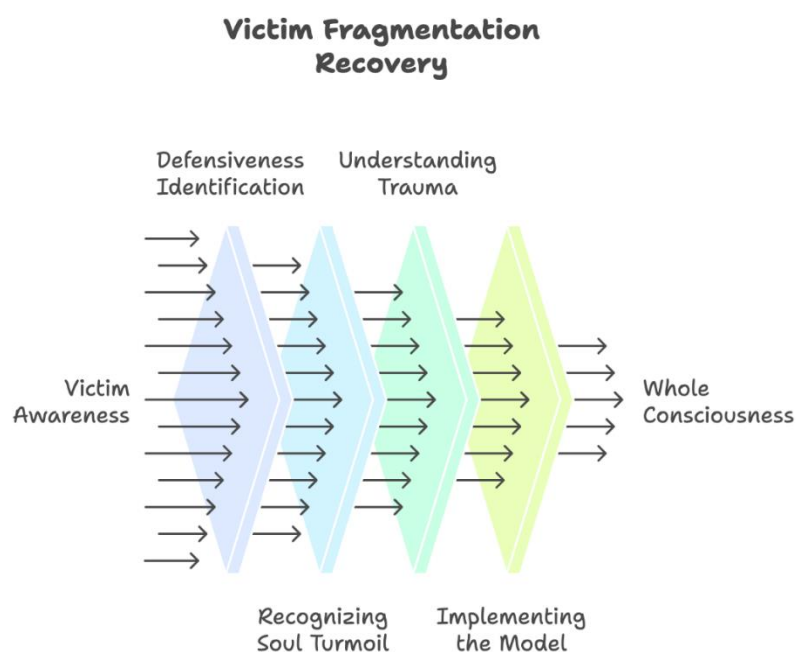 Victim Fragmentation
Recovery
Defensiveness
Identification
Understanding
Trauma
Victim
Awareness
Whole
Consciousness
Recognizing
Soul Turmoil
Implementing
the Model